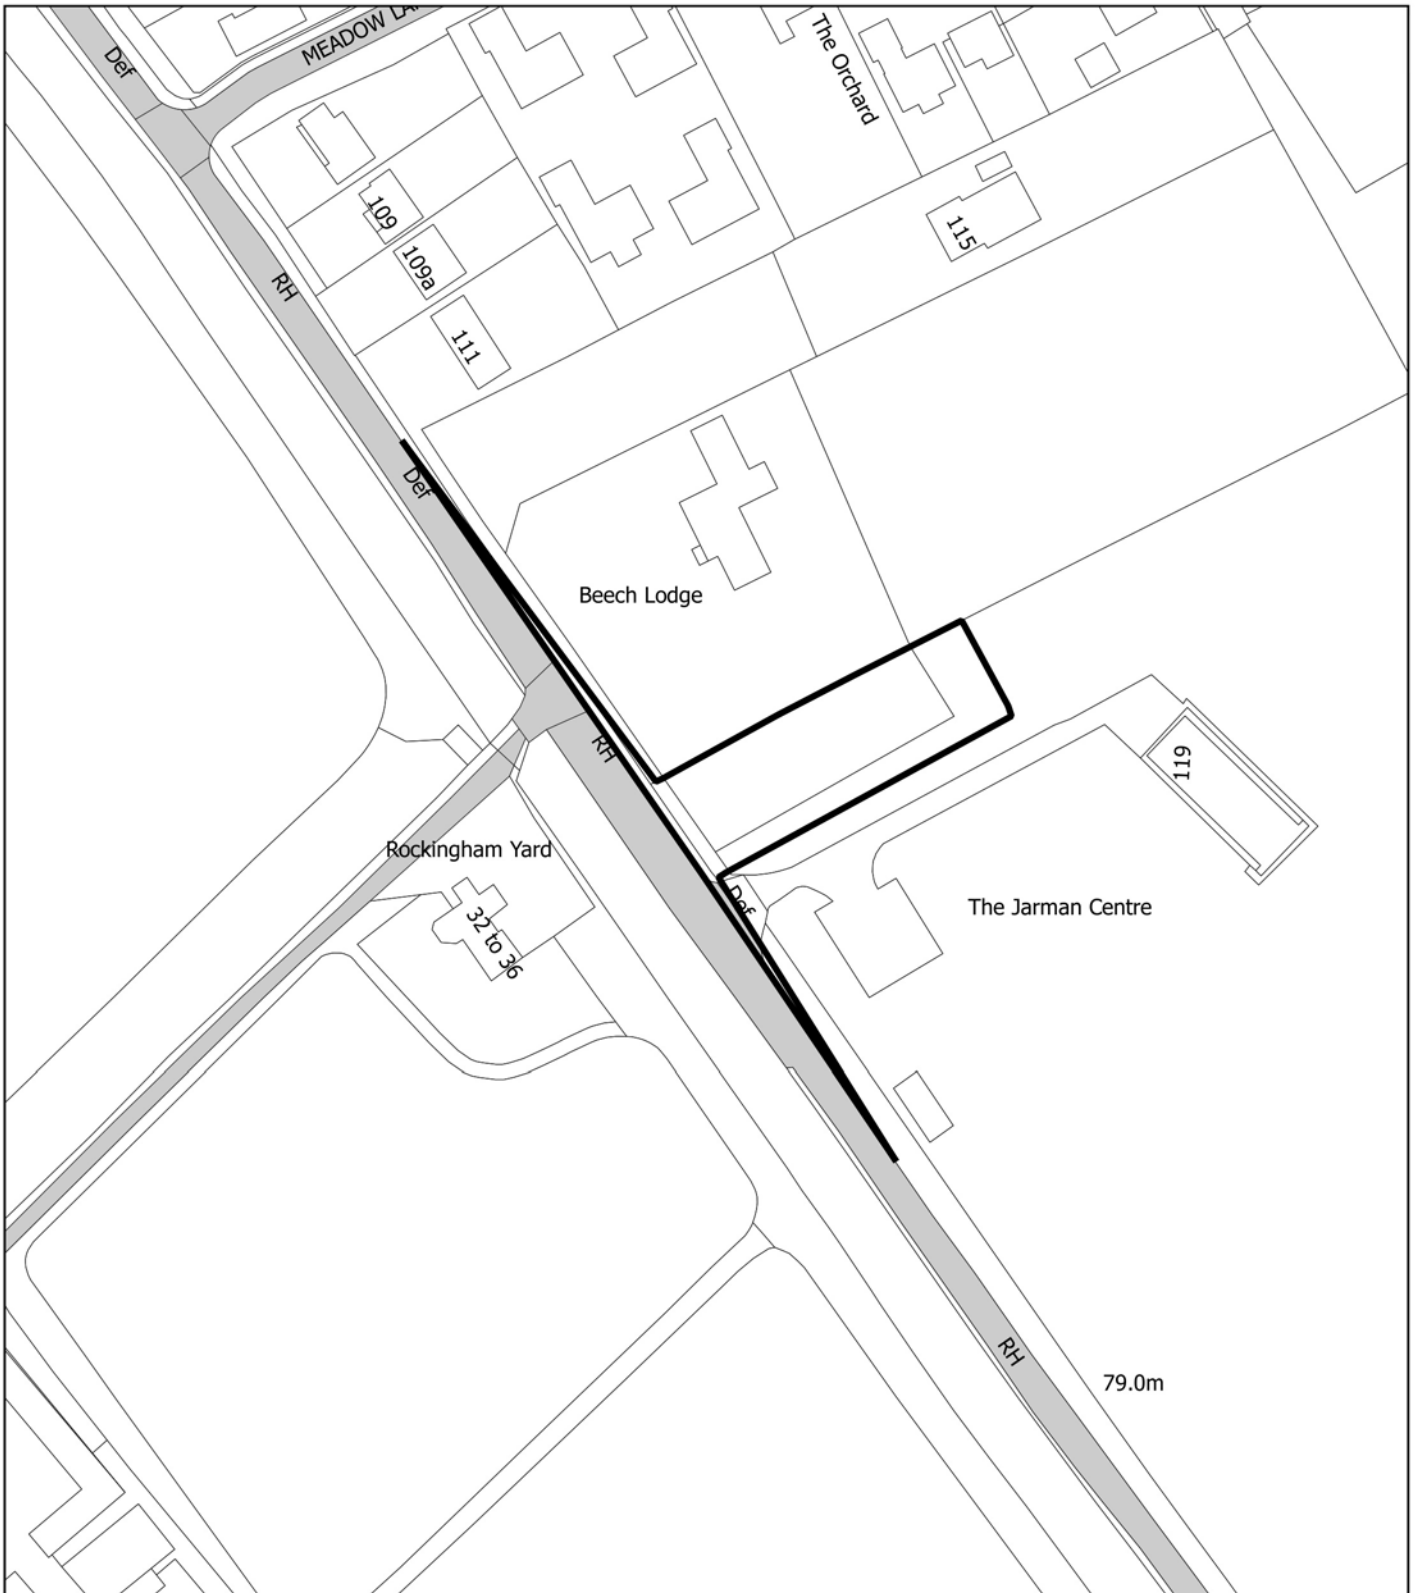 Def
MEADOW LA
The Orchard
109
109a
111
115
RH
Def
Beech Lodge
RH
119
Rockingham Yard
Def
The Jarman Centre
32 to 36
RH
79.0m